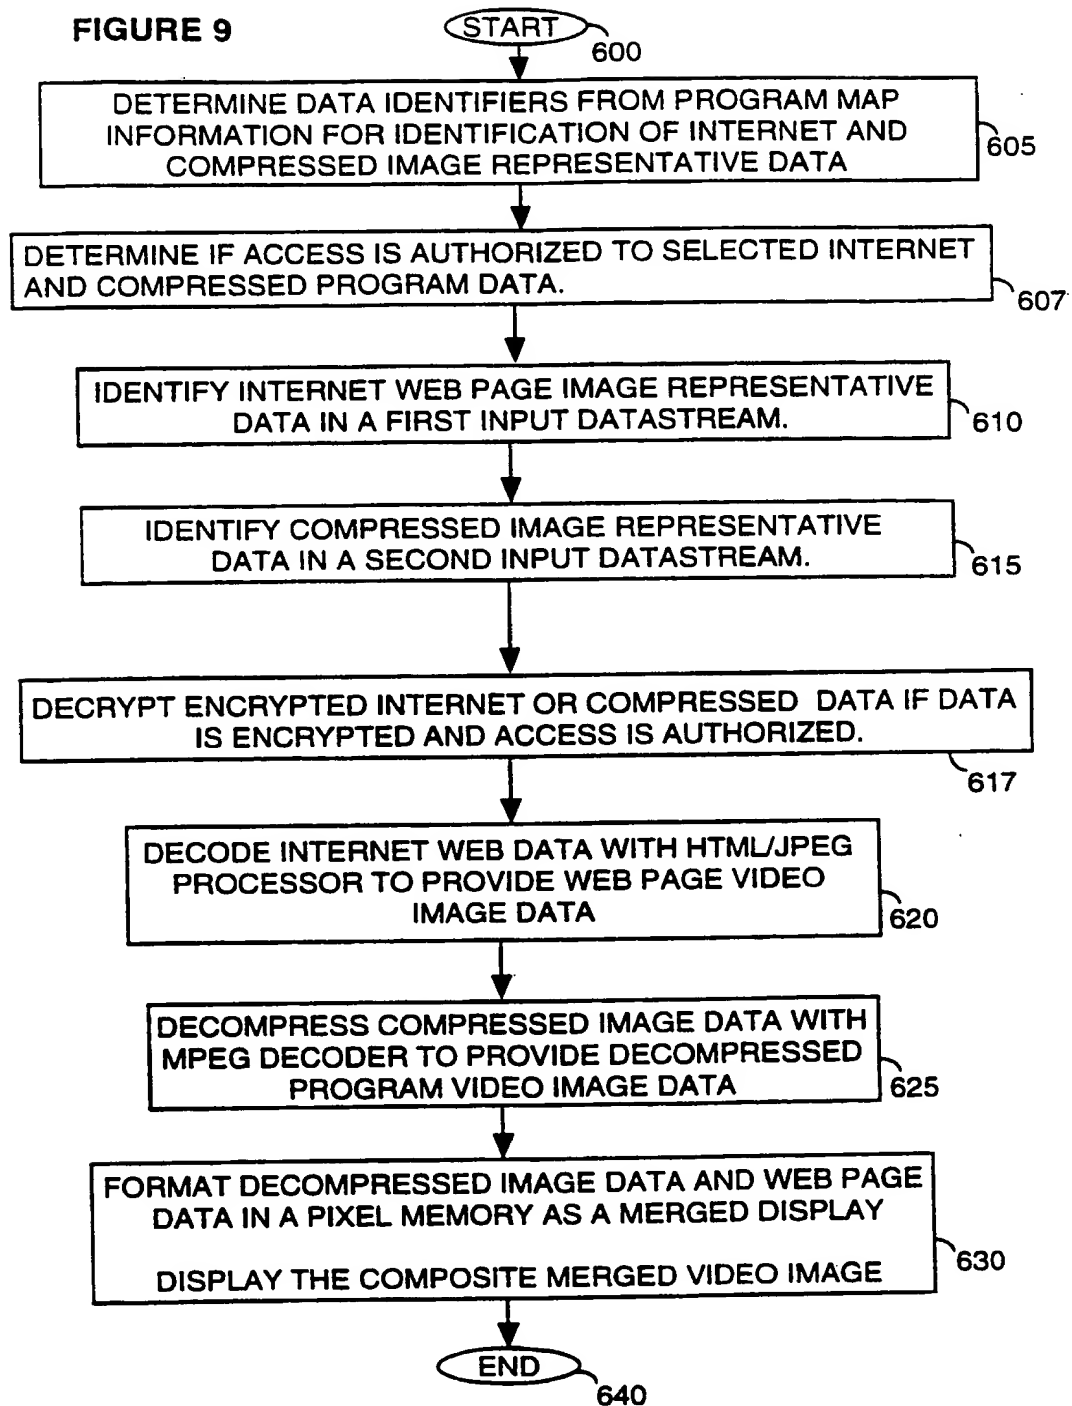 FIGURE 9
START
600
DETERMINE DATA IDENTIFIERS FROM PROGRAM MAP
INFORMATION FOR IDENTIFICATION OF INTERNET AND
COMPRESSED IMAGE REPRESENTATIVE DATA
605
DETERMINE IF ACCESS IS AUTHORIZED TO SELECTED INTERNET
AND COMPRESSED PROGRAM DATA.
607
IDENTIFY INTERNET WEB PAGE IMAGE REPRESENTATIVE
DATA IN A FIRST INPUT DATASTREAM.
610
IDENTIFY COMPRESSED IMAGE REPRESENTATIVE
DATA IN A SECOND INPUT DATASTREAM.
615
DECRYPT ENCRYPTED INTERNET OR COMPRESSED DATA IF DATA
IS ENCRYPTED AND ACCESS IS AUTHORIZED.
617
DECODE INTERNET WEB DATA WITH HTML/JPEG
PROCESSOR TO PROVIDE WEB PAGE VIDEO
IMAGE DATA
620
DECOMPRESS COMPRESSED IMAGE DATA WITH
MPEG DECODER TO PROVIDE DECOMPRESSED
PROGRAM VIDEO IMAGE DATA
625
FORMAT DECOMPRESSED IMAGE DATA AND WEB PAGE
DATA IN A PIXEL MEMORY AS A MERGED DISPLAY
DISPLAY THE COMPOSITE MERGED VIDEO IMAGE
630
END
640